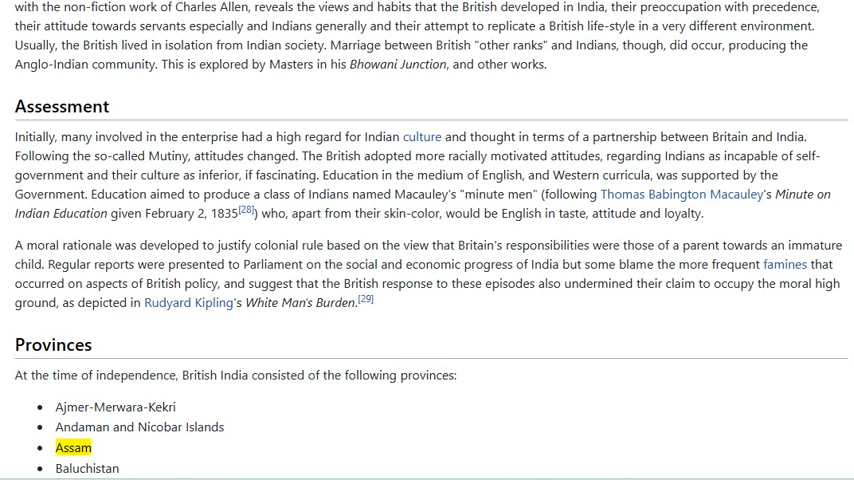 with the non-fiction work of Charles Allen, reveals the views and habits that the British developed in India, their preoccupation with precedence,
their attitude towards servants especially and Indians generally and their attempt to replicate a British life-style in a very different environment.
Usually, the British lived in isolation from Indian society. Marriage between British "other ranks" and Indians, though, did occur, producing the
Anglo-Indian community. This is explored by Masters in his Bhowani Junction, and other works.
Assessment
Initially, many involved in the enterprise had a high regard for Indian culture and thought in terms of a partnership between Britain and India.
Following the so-called Mutiny, attitudes changed. The British adopted more racially motivated attitudes, regarding Indians as incapable of self-
government and their culture as inferior, if fascinating. Education in the medium of English, and Western curricula, was supported by the
Government. Education aimed to produce a class of Indians named Macauley's "minute men" (following Thomas Babington Macauley's Minute on
Indian Education given February 2, 1835[28]) who, apart from their skin-color, would be English in taste, attitude and loyalty.
A moral rationale was developed to justify colonial rule based on the view that Britain's responsibilities were those of a parent towards an immature
child. Regular reports were presented to Parliament on the social and economic progress of India but some blame the more frequent famines that
occurred on aspects of British policy, and suggest that the British response to these episodes also undermined their claim to occupy the moral high
ground, as depicted in Rudyard Kipling's White Man's Burden.[29]
Provinces
At the time of independence, British India consisted of the following provinces:
• Ajmer-Merwara-Kekri
• Andaman and Nicobar Islands
• Assam
• Baluchistan